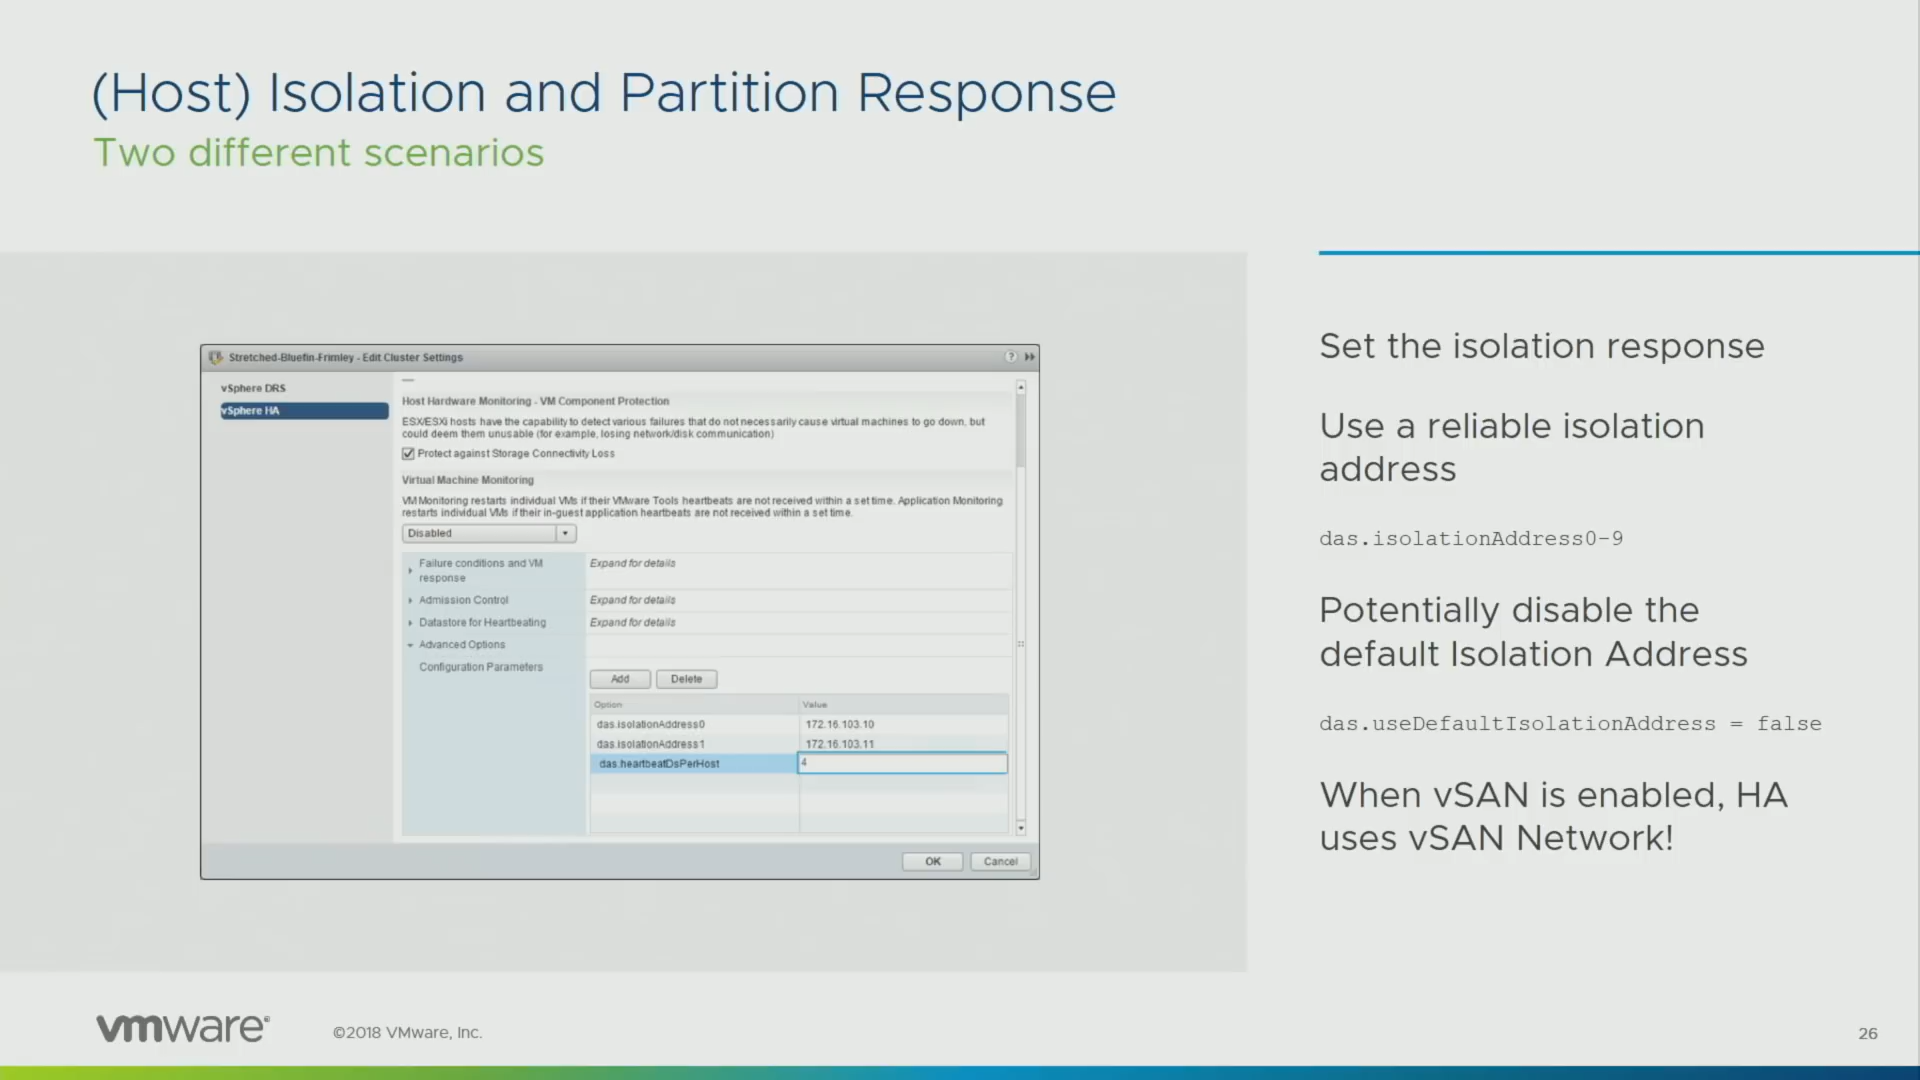 (Host) Isolation and Partition Response
Two different scenarios
Stretched-Bluefin-Frimley - Edit Cluster Settings
?
vSphere DRS
vSphere HA
Host Hardware Monitoring - VM Component Protection
ESX/ESXi hosts have the capability to detect various failures that do not necessarily cause virtual machines to go down, but
could deem them unusable (for example, losing network/disk communication)
Protect against Storage Connectivity Loss
Virtual Machine Monitoring
VM Monitoring restarts individual VMs if their VMware Tools heartbeats are not received within a set time. Application Monitoring
restarts individual VMs if their in-guest application heartbeats are not received within a set time.
Disabled
Failure conditions and VM
response
Expand for details
Admission Control
Expand for details
Datastore for Heartbeating
Expand for details
Advanced Options
Configuration Parameters
Add
Delete
Option
Value
das.isolationAddress0
172.16.103.10
das.isolationAddress1
172.16.103.11
das.heartbeatDsPerHost
4
OK
Cancel
Set the isolation response
Use a reliable isolation
address
das.isolationAddress0-9
Potentially disable the
default Isolation Address
das.useDefaultIsolationAddress = false
When vSAN is enabled, HA
uses vSAN Network!
vmware®
©2018 VMware, Inc.
26